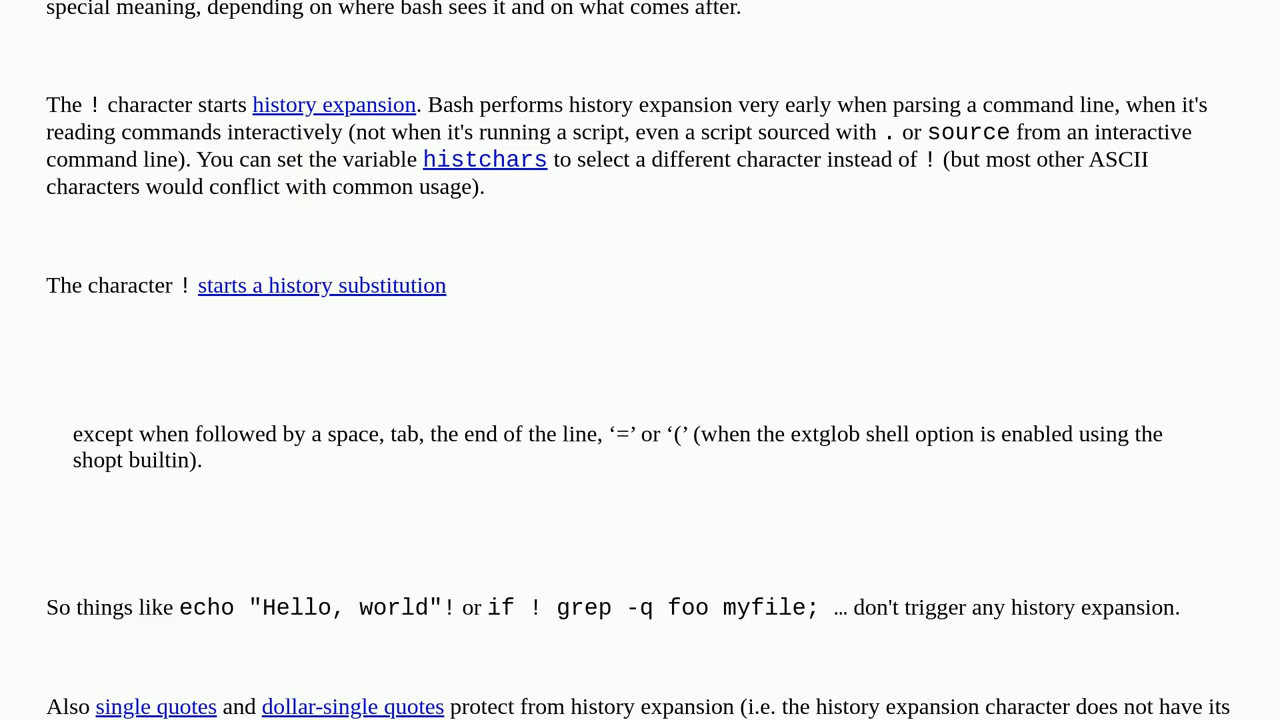 special meaning, depending on where bash sees it and on what comes after.
The ! character starts history expansion. Bash performs history expansion very early when parsing a command line, when it's
reading commands interactively (not when it's running a script, even a script sourced with . or source from an interactive
command line). You can set the variable histchars to select a different character instead of ! (but most other ASCII
characters would conflict with common usage).
The character ! starts a history substitution
except when followed by a space, tab, the end of the line, ‘=’ or ‘(’ (when the extglob shell option is enabled using the
shopt builtin).
So things like echo "Hello, world"! or if ! grep -q foo myfile; … don't trigger any history expansion.
Also single quotes and dollar-single quotes protect from history expansion (i.e. the history expansion character does not have its